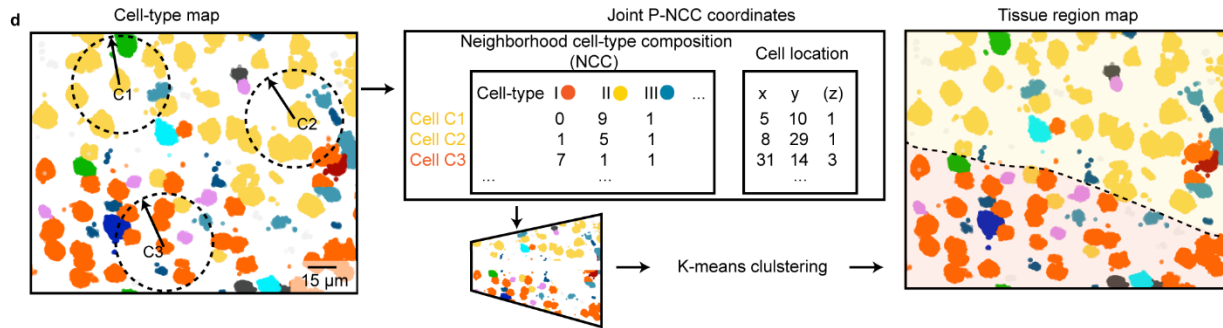 d
Cell-type map
C1
C2
C3
15 µm
Joint P-NCC coordinates
Neighborhood cell-type composition
(NCC)
Cell-type I II III ...
Cell C1 0 9 1
Cell C2 1 5 1
Cell C3 7 1 1
... ...
Cell location
x y (z)
5 10 1
8 29 1
31 14 3
...
K-means clulstering
Tissue region map